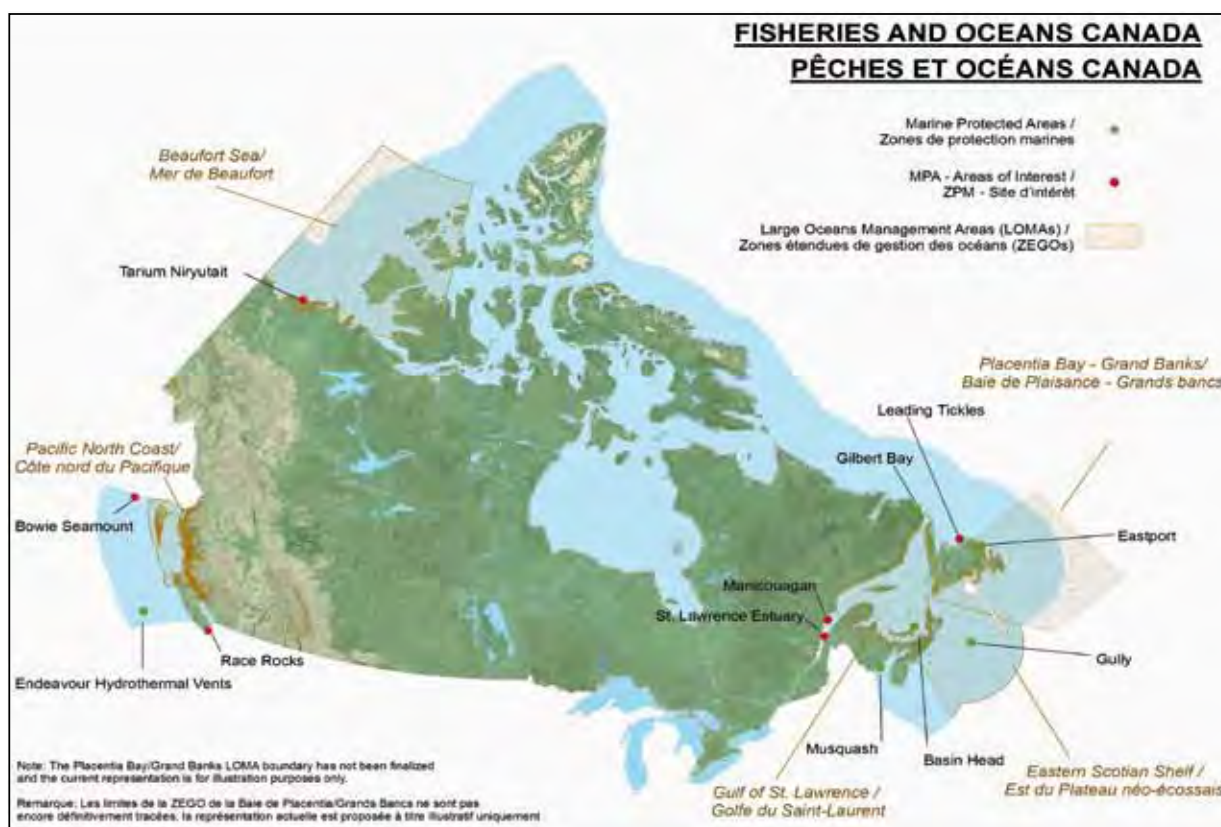 FISHERIES AND OCEANS CANADA
PÊCHES ET OCÉANS CANADA
Marine Protected Areas /
Zones de protection marines
MPA - Areas of Interest /
ZPM - Site d'intérêt
Large Oceans Management Areas (LOMAs) /
Zones étendues de gestion des océans (ZEGOs)
Beaufort Sea/
Mer de Beaufort
Tarium Niryutait
Placentia Bay - Grand Banks/
Baie de Plaisance - Grands bancs
Leading Tickles
Gilbert Bay
Pacific North Coast/
Côte nord du Pacifique
Bowie Seamount
Eastport
Manicouagan
St. Lawrence Estuary
Race Rocks
Gully
Endeavour Hydrothermal Vents
Musquash
Basin Head
Gulf of St. Lawrence /
Golfe du Saint-Laurent
Eastern Scotian Shelf /
Est du Plateau néo-écossais
Note: The Placentia Bay/Grand Banks LOMA boundary has not been finalized
and the current representation is for illustration purposes only.
Remarque: Les limites de la ZEGO de la Baie de Placentia/Grands Bancs ne sont pas
encore définitivement tracées, la représentation actuelle est proposée à titre illustratif uniquement